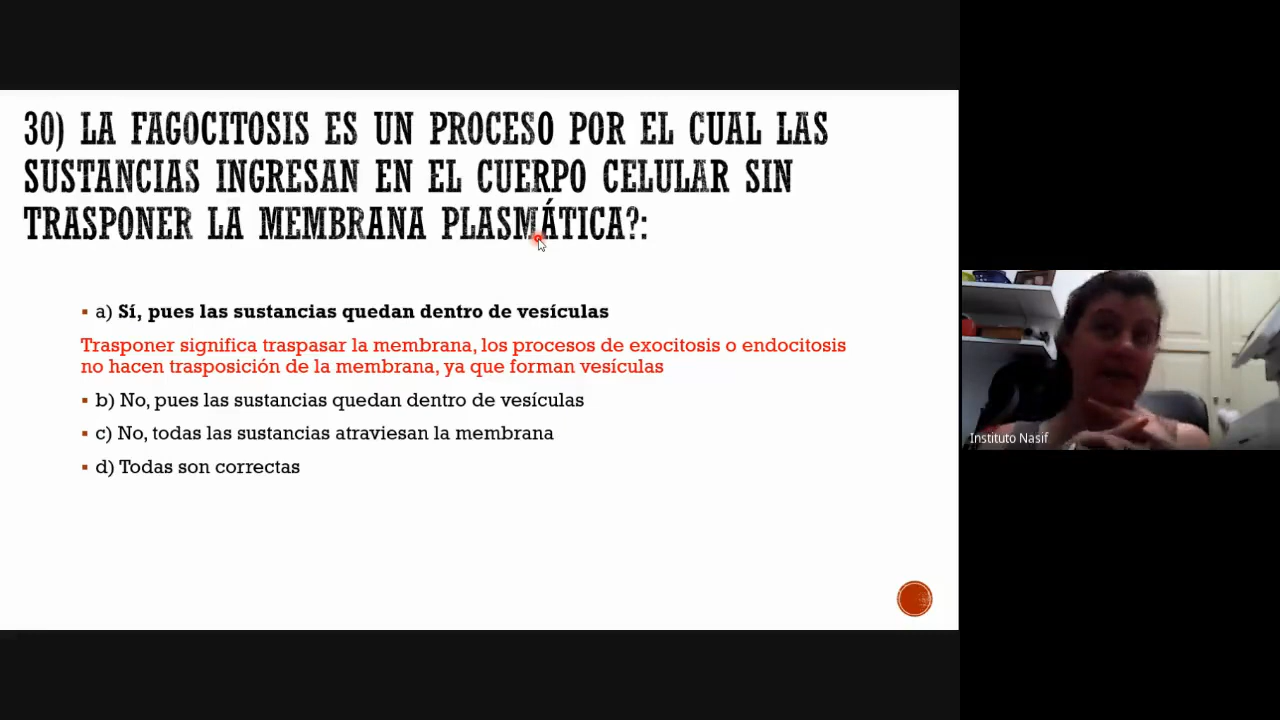 30) LA FAGOCITOSIS ES UN PROCESO POR EL CUAL LAS
SUSTANCIAS INGRESAN EN EL CUERPO CELULAR SIN
TRASPONER LA MEMBRANA PLASMÁTICA?:
▪ a) Sí, pues las sustancias quedan dentro de vesículas
Trasponer significa traspasar la membrana, los procesos de exocitosis o endocitosis
no hacen trasposición de la membrana, ya que forman vesículas
▪ b) No, pues las sustancias quedan dentro de vesículas
▪ c) No, todas las sustancias atraviesan la membrana
▪ d) Todas son correctas
Instituto Nasif